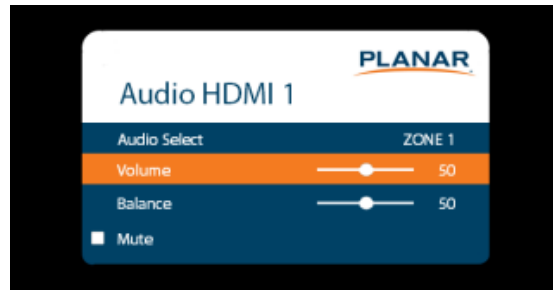 PLANAR
Audio HDMI 1
Audio Select ZONE 1
Volume 50
Balance 50
Mute